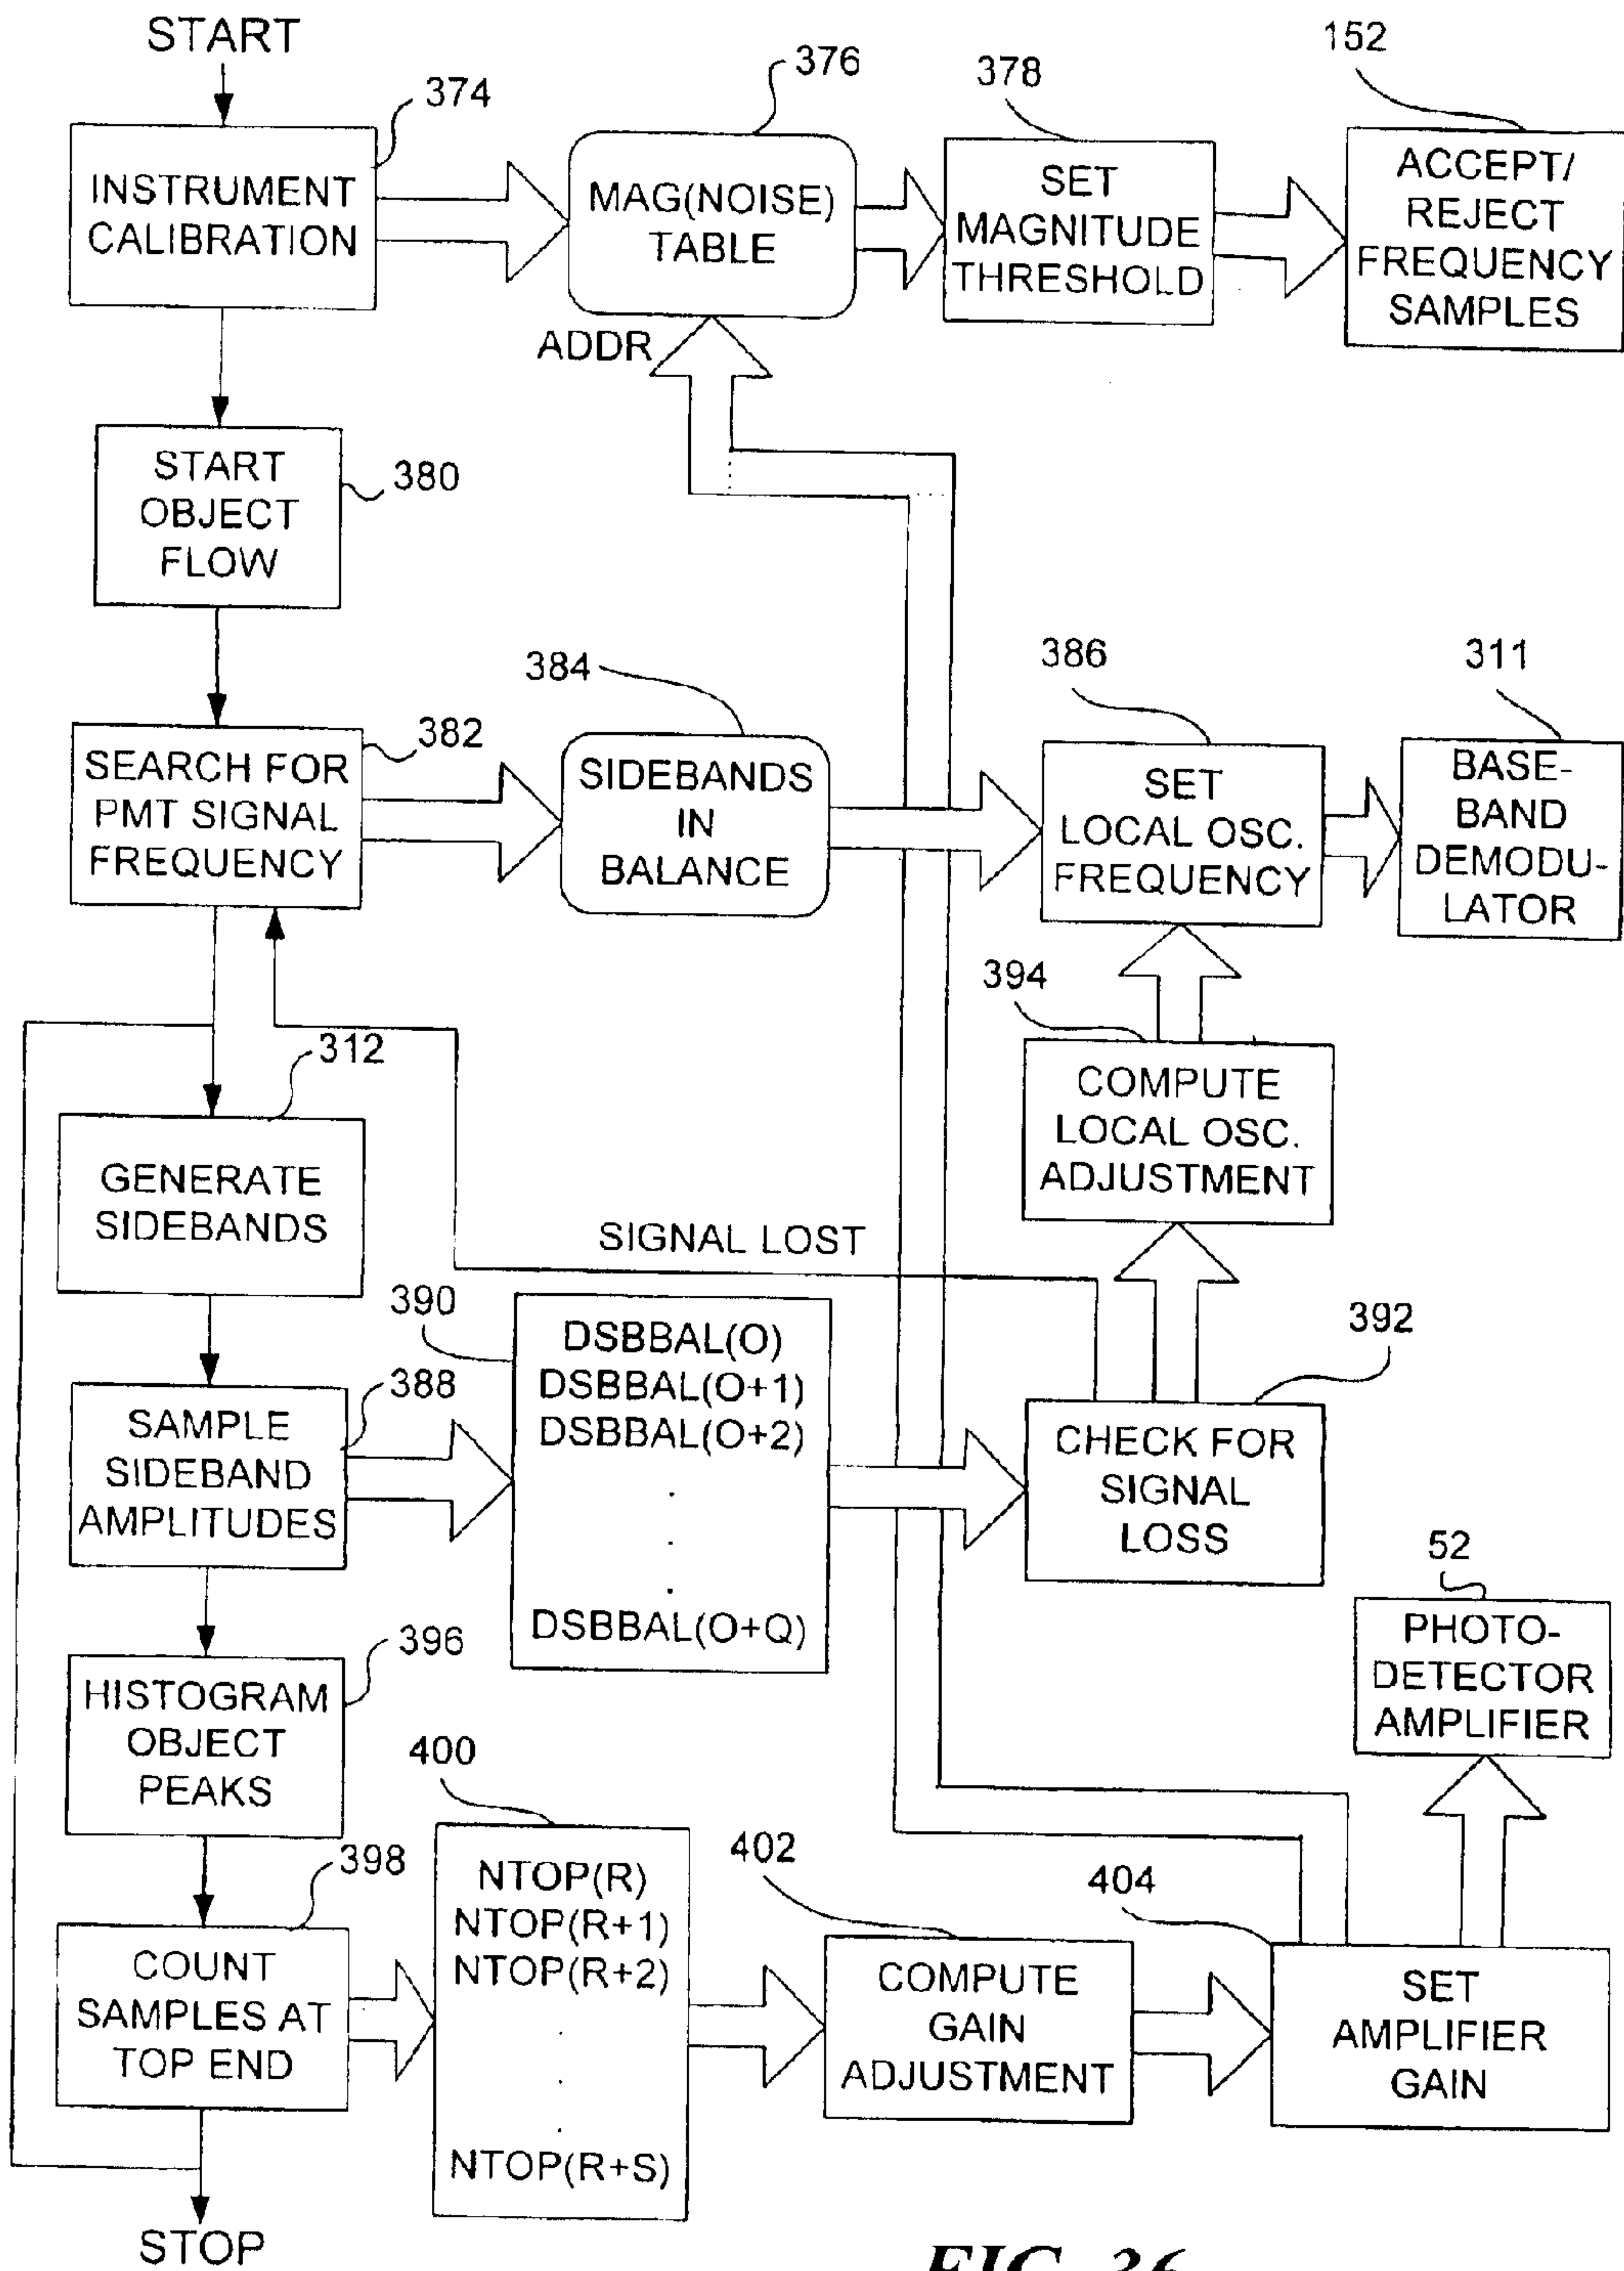 START
374
INSTRUMENT
CALIBRATION
376
MAG(NOISE)
TABLE
378
SET
MAGNITUDE
THRESHOLD
152
ACCEPT/
REJECT
FREQUENCY
SAMPLES
ADDR
START
OBJECT
FLOW
380
382
SEARCH FOR
PMT SIGNAL
FREQUENCY
384
SIDEBANDS
IN
BALANCE
386
SET
LOCAL OSC.
FREQUENCY
311
BASE-
BAND
DEMODU-
LATOR
394
COMPUTE
LOCAL OSC.
ADJUSTMENT
312
GENERATE
SIDEBANDS
SIGNAL LOST
388
SAMPLE
SIDEBAND
AMPLITUDES
390
DSBBAL(O)
DSBBAL(O+1)
DSBBAL(O+2)
.
.
.
DSBBAL(O+Q)
392
CHECK FOR
SIGNAL
LOSS
52
PHOTO-
DETECTOR
AMPLIFIER
396
HISTOGRAM
OBJECT
PEAKS
398
COUNT
SAMPLES AT
TOP END
400
NTOP(R)
NTOP(R+1)
NTOP(R+2)
.
.
.
NTOP(R+S)
402
COMPUTE
GAIN
ADJUSTMENT
404
SET
AMPLIFIER
GAIN
STOP
FIG. 36